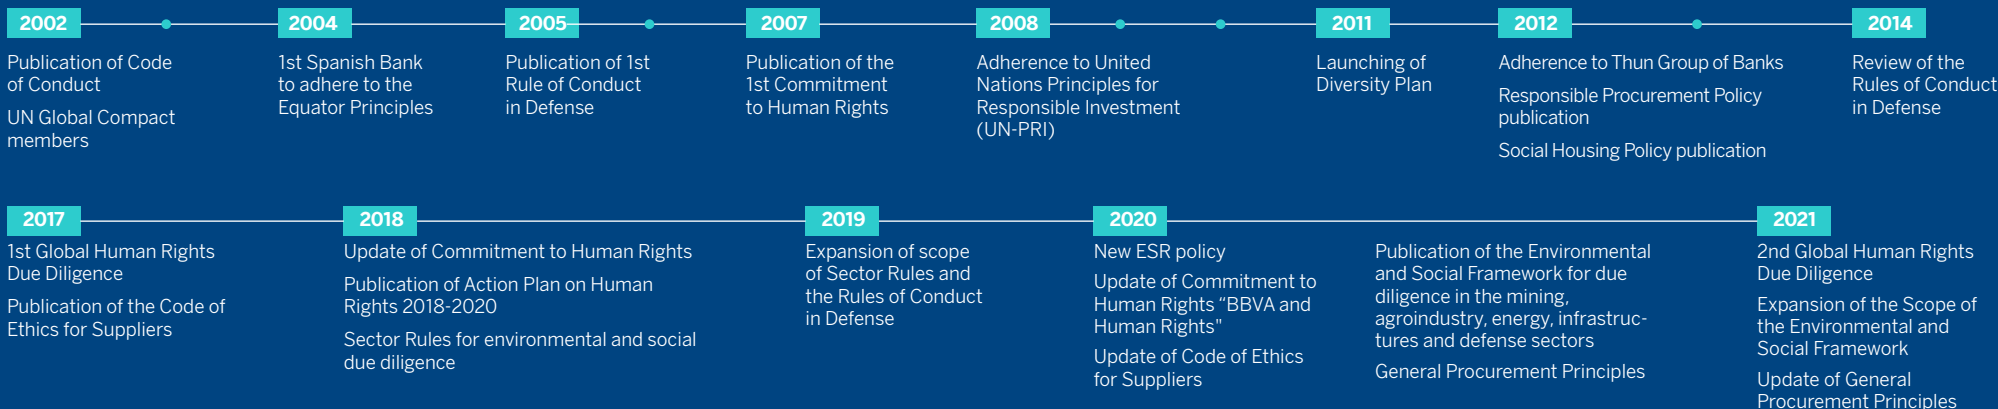 2002
Publication of Code
of Conduct
UN Global Compact
members
2004
1st Spanish Bank
to adhere to the
Equator Principles
2005
Publication of 1st
Rule of Conduct
in Defense
2007
Publication of the
1st Commitment
to Human Rights
2008
Adherence to United
Nations Principles for
Responsible Investment
(UN-PRI)
2011
Launching of
Diversity Plan
2012
Adherence to Thun Group of Banks
Responsible Procurement Policy
publication
Social Housing Policy publication
2014
Review of the
Rules of Conduct
in Defense
2017
1st Global Human Rights
Due Diligence
Publication of the Code of
Ethics for Suppliers
2018
Update of Commitment to Human Rights
Publication of Action Plan on Human
Rights 2018-2020
Sector Rules for environmental and social
due diligence
2019
Expansion of scope
of Sector Rules and
the Rules of Conduct
in Defense
2020
New ESR policy
Update of Commitment to
Human Rights “BBVA and
Human Rights"
Update of Code of Ethics
for Suppliers
Publication of the Environmental
and Social Framework for due
diligence in the mining,
agroindustry, energy, infrastruc-
tures and defense sectors
General Procurement Principles
2021
2nd Global Human Rights
Due Diligence
Expansion of the Scope of
the Environmental and
Social Framework
Update of General
Procurement Principles